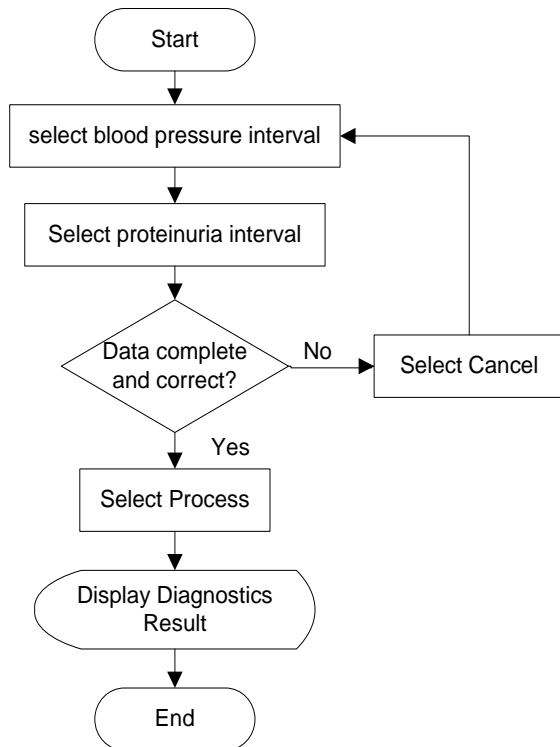 Start
select blood pressure interval
Select proteinuria interval
Data complete
and correct?
No
Select Cancel
Yes
Select Process
Display Diagnostics
Result
End